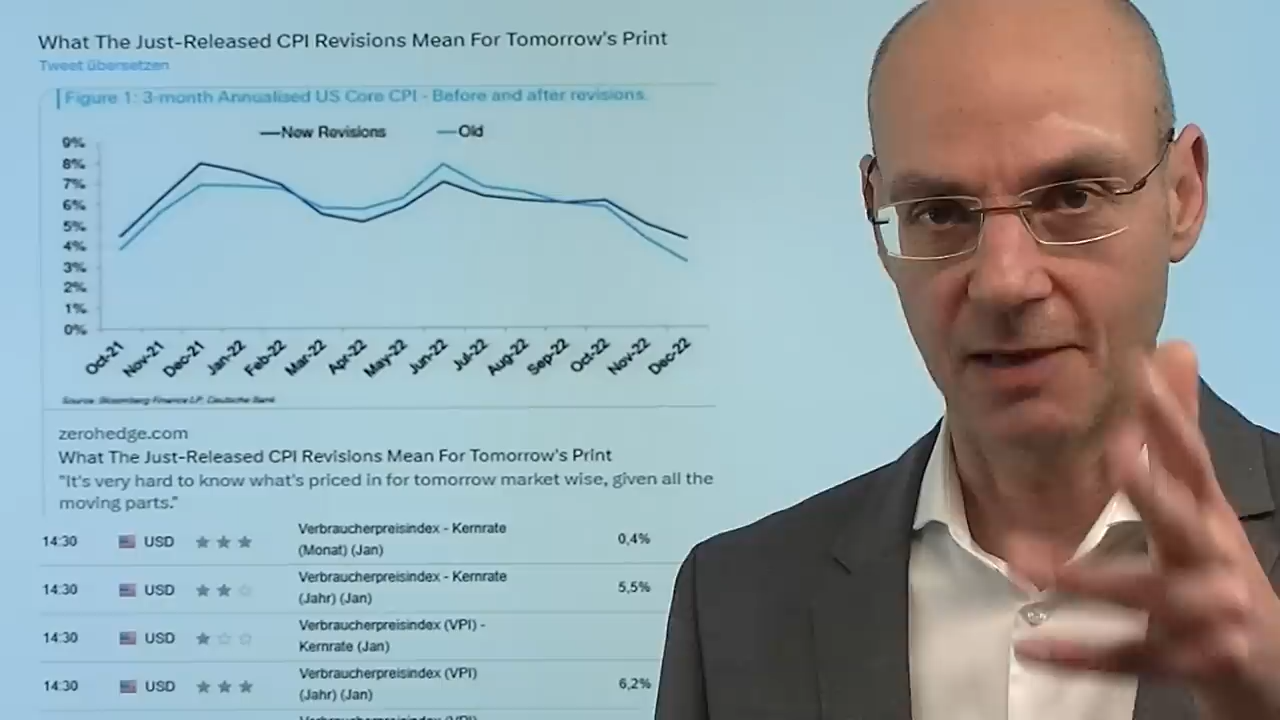 What The Just-Released CPI Revisions Mean For Tomorrow's Print
Tweet übersetzen
Figure 1: 3-month Annualised US Core CPI - Before and after revisions.
New Revisions Old
9%
8%
7%
6%
5%
4%
3%
2%
1%
0%
Oct-21 Nov-21 Dec-21 Jan-22 Feb-22 Mar-22 Apr-22 May-22 Jun-22 Jul-22 Aug-22 Sep-22 Oct-22 Nov-22 Dec-22
Source: Bloomberg Finance LP, Deutsche Bank
zerohedge.com
What The Just-Released CPI Revisions Mean For Tomorrow's Print
"It's very hard to know what's priced in for tomorrow market wise, given all the
moving parts."
14:30 USD Verbraucherpreisindex - Kernrate
(Monat) (Jan) 0,4%
14:30 USD Verbraucherpreisindex - Kernrate
(Jahr) (Jan) 5,5%
14:30 USD Verbraucherpreisindex (VPI) -
Kernrate (Jan)
14:30 USD Verbraucherpreisindex (VPI)
(Jahr) (Jan) 6,2%